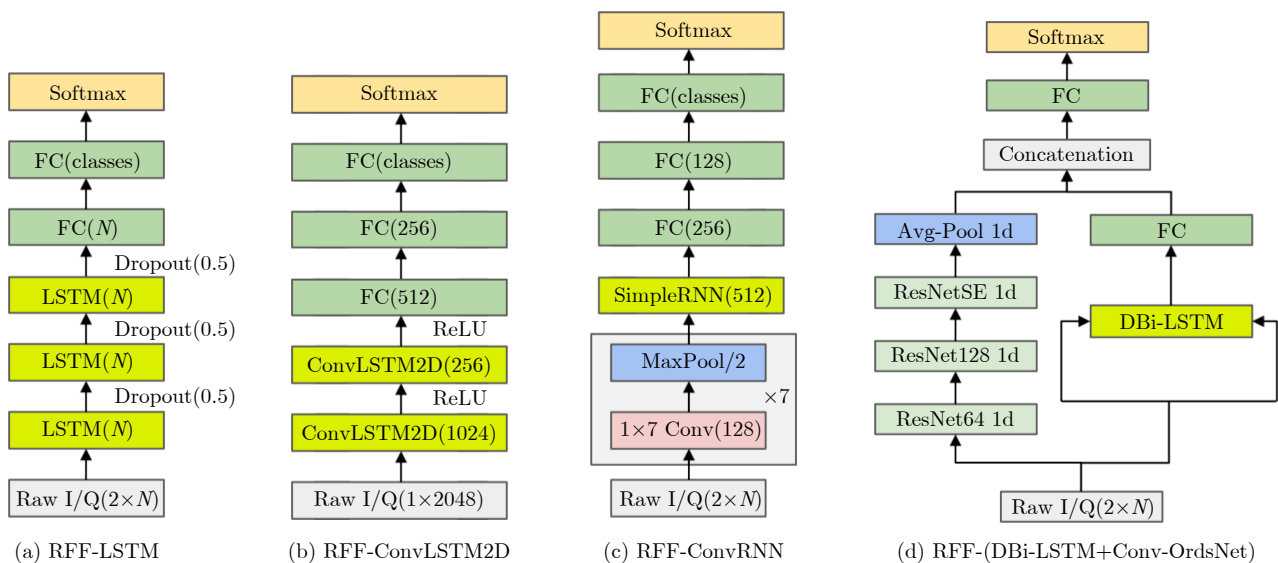 Softmax
FC(classes)
FC(N)
Dropout(0.5)
LSTM(N)
Dropout(0.5)
LSTM(N)
Dropout(0.5)
LSTM(N)
Raw I/Q(2×N)
(a) RFF-LSTM
Softmax
FC(classes)
FC(256)
FC(512)
ReLU
ConvLSTM2D(256)
ReLU
ConvLSTM2D(1024)
Raw I/Q(1×2048)
(b) RFF-ConvLSTM2D
Softmax
FC(classes)
FC(128)
FC(256)
SimpleRNN(512)
MaxPool/2
×7
1×7 Conv(128)
Raw I/Q(2×N)
(c) RFF-ConvRNN
Softmax
FC
Concatenation
Avg-Pool 1d
FC
ResNetSE 1d
DBi-LSTM
ResNet128 1d
ResNet64 1d
Raw I/Q(2×N)
(d) RFF-(DBi-LSTM+Conv-OrdsNet)